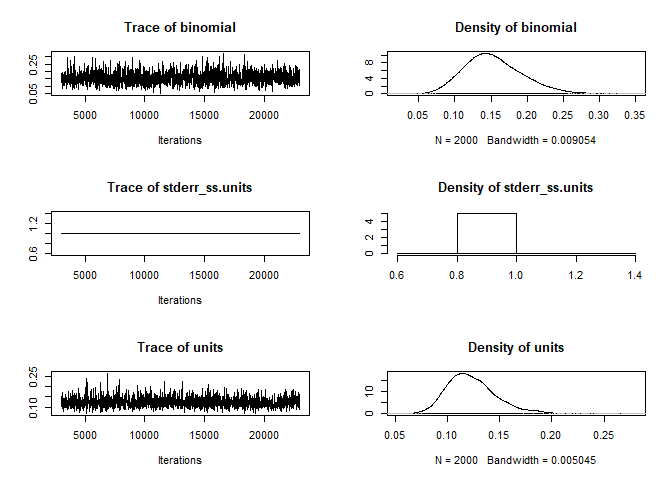 Trace of binomial
0.05 0.25
5000 10000 15000 20000
Iterations
Density of binomial
0 4 8
0.05 0.10 0.15 0.20 0.25 0.30 0.35
N = 2000 Bandwidth = 0.009054
Trace of stderr_ss.units
0.6 1.2
5000 10000 15000 20000
Iterations
Density of stderr_ss.units
0 2 4
0.6 0.8 1.0 1.2 1.4
Trace of units
0.10 0.25
5000 10000 15000 20000
Iterations
Density of units
0 10
0.05 0.10 0.15 0.20 0.25
N = 2000 Bandwidth = 0.005045